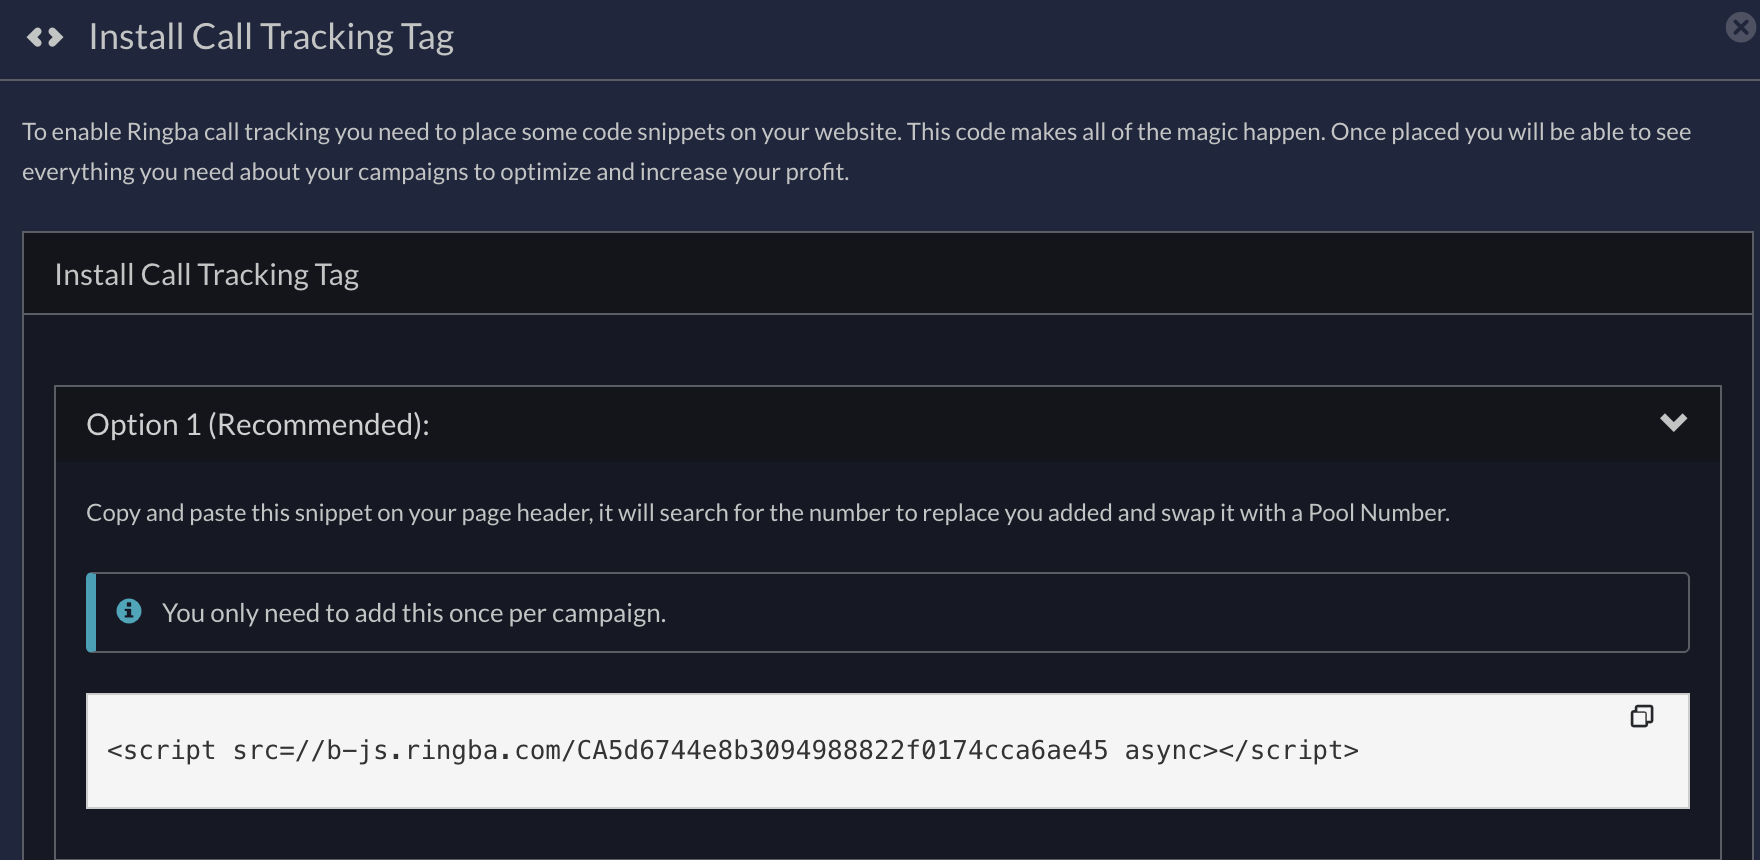 Install Call Tracking Tag
To enable Ringba call tracking you need to place some code snippets on your website. This code makes all of the magic happen. Once placed you will be able to see
everything you need about your campaigns to optimize and increase your profit.
Install Call Tracking Tag
Option 1 (Recommended):
Copy and paste this snippet on your page header, it will search for the number to replace you added and swap it with a Pool Number.
You only need to add this once per campaign.
<script src=//b-js.ringba.com/CA5d6744e8b3094988822f0174cca6ae45 async></script>